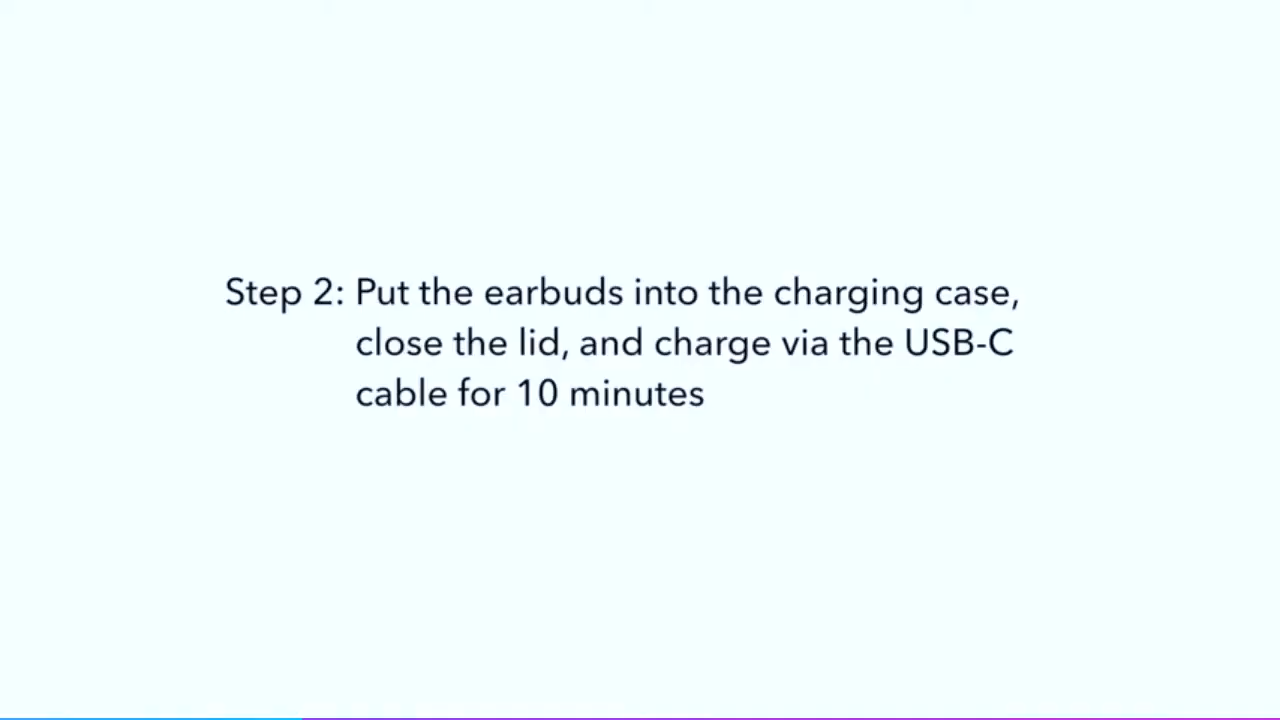 Step 2: Put the earbuds into the charging case,
close the lid, and charge via the USB-C
cable for 10 minutes